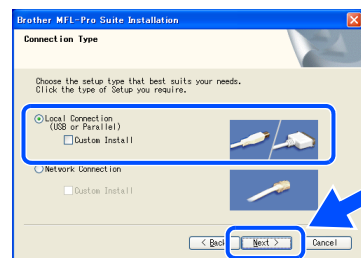 Brother MFL-Pro Suite Installation
Connection Type
Choose the setup type that best suits your needs.
Click the type of Setup you require.
Local Connection
(USB or Parallel)
Custom Install
Network Connection
Custom Install
< Back
Next >
Cancel